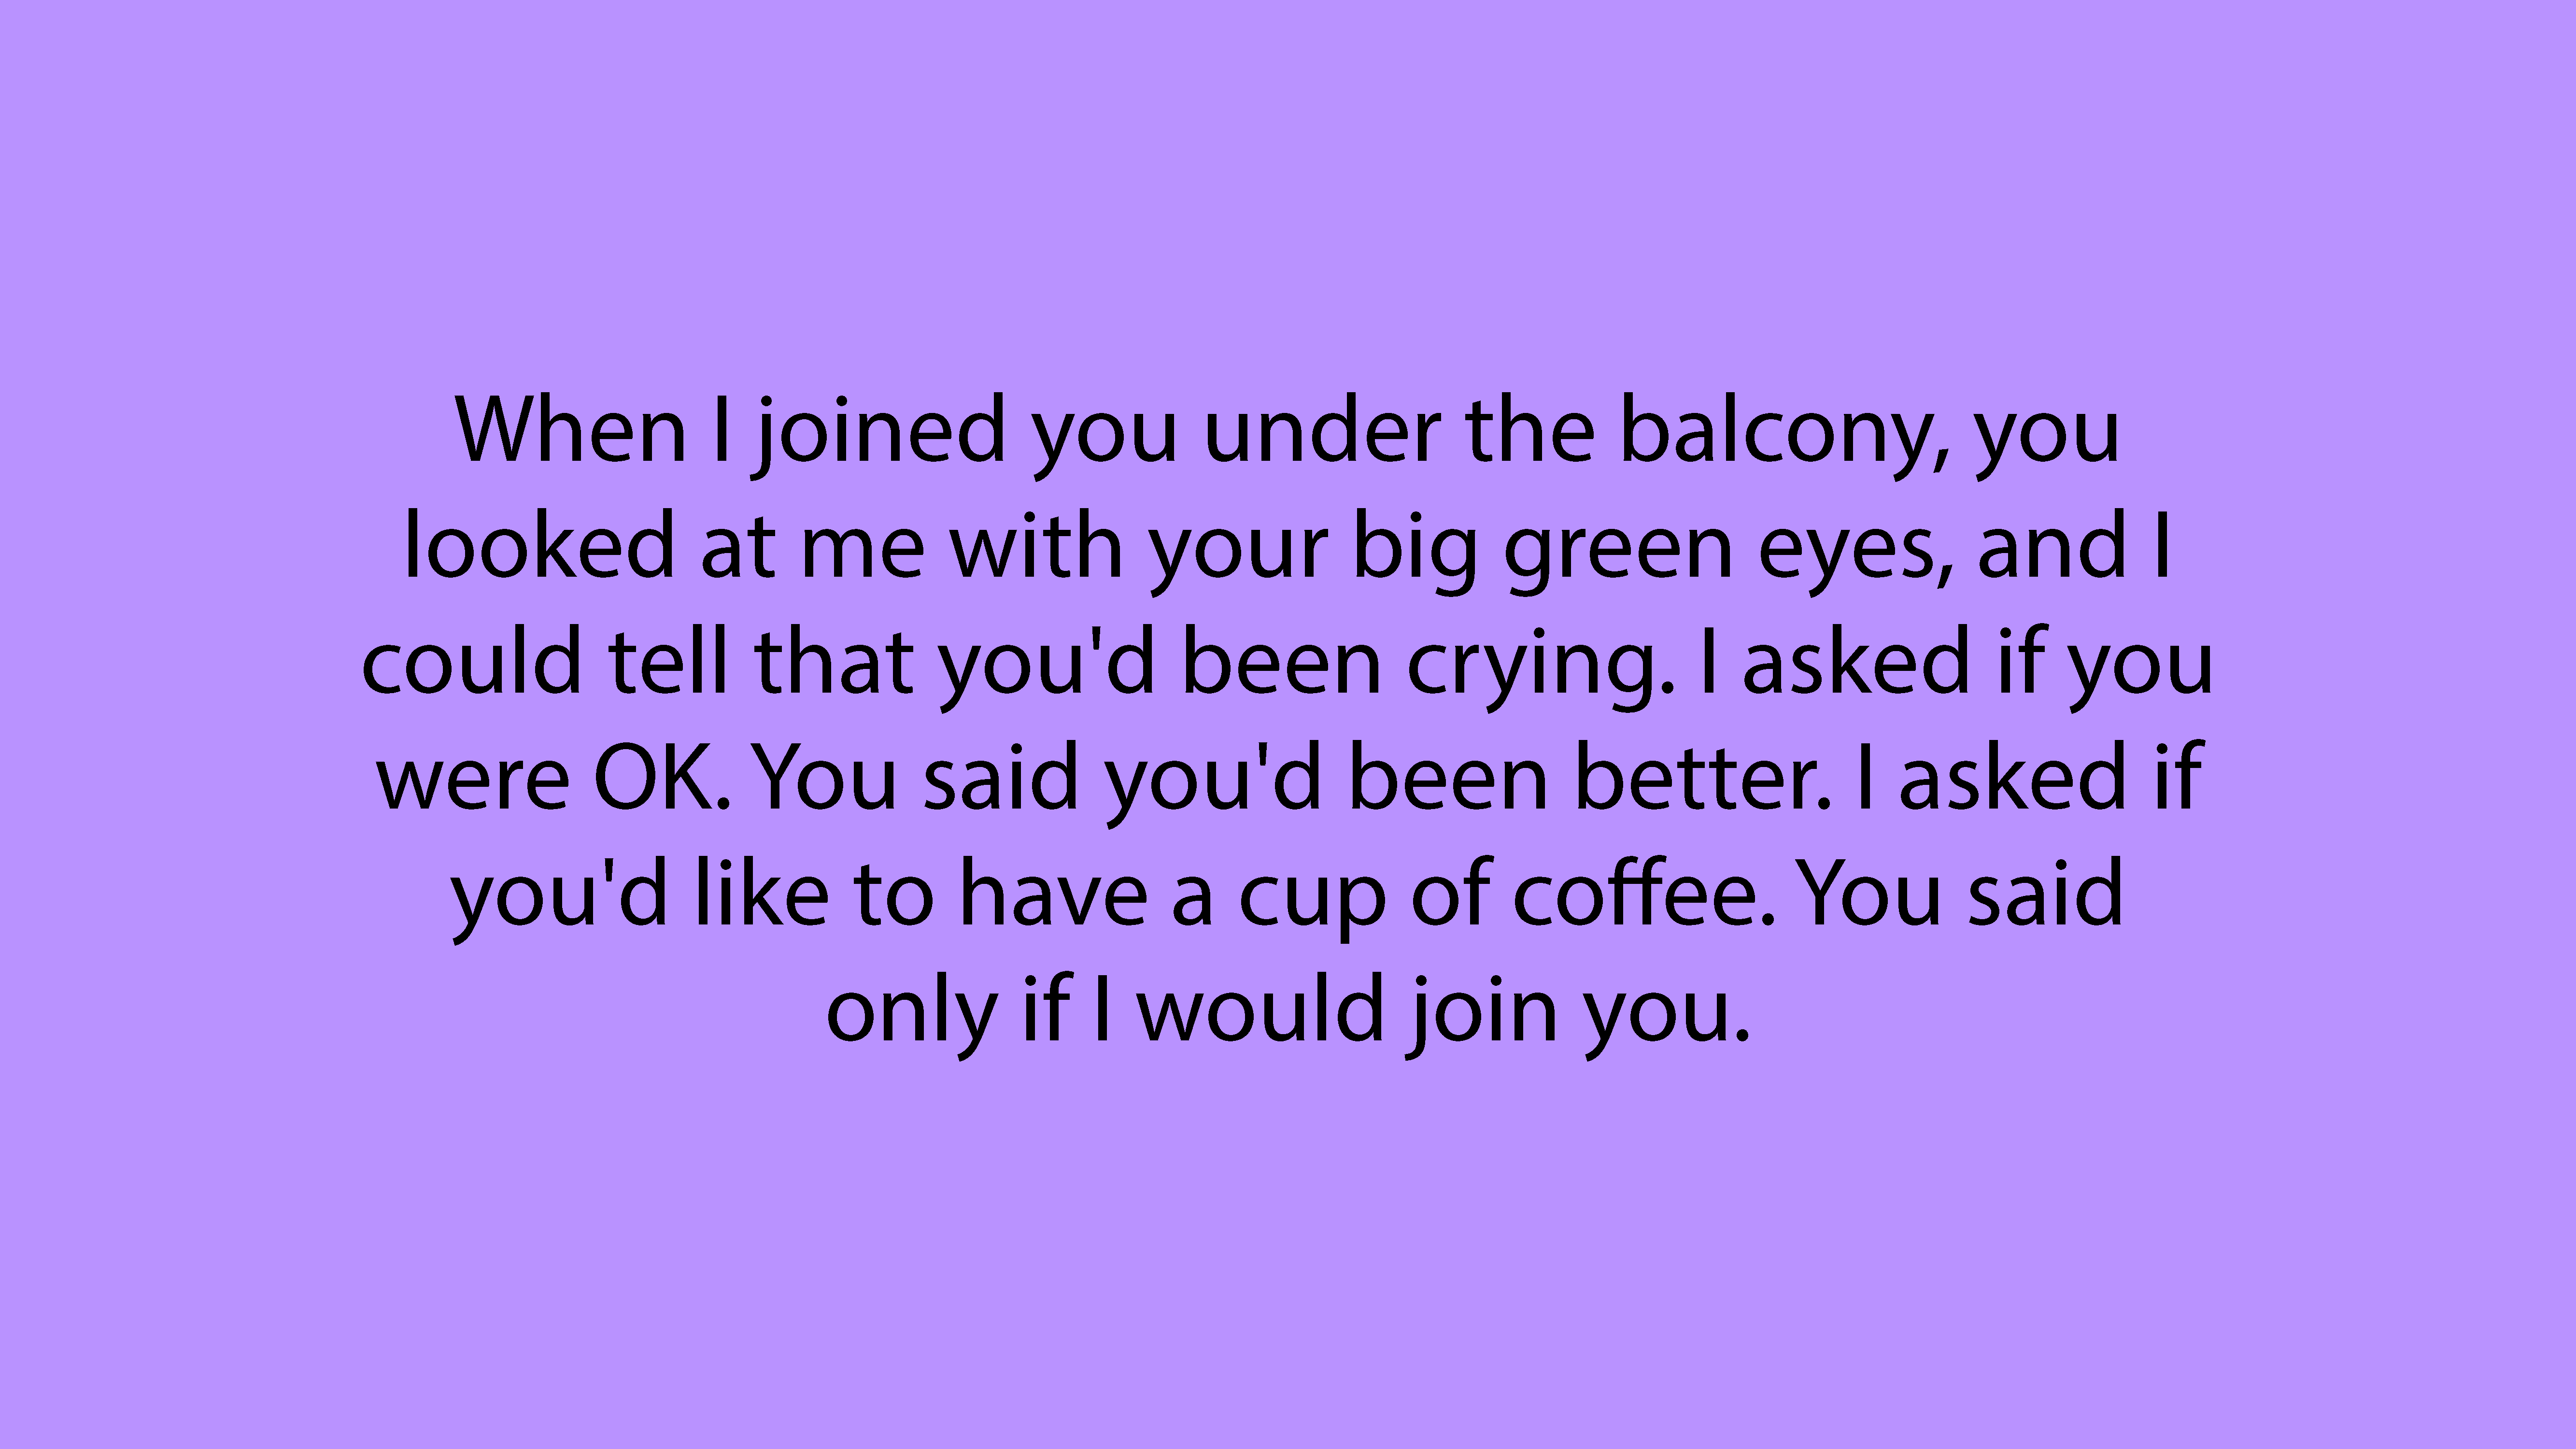 When I joined you under the balcony, you
looked at me with your big green eyes, and I
could tell that you'd been crying. I asked if you
were OK. You said you'd been better. I asked if
you'd like to have a cup of coffee. You said
only if I would join you.